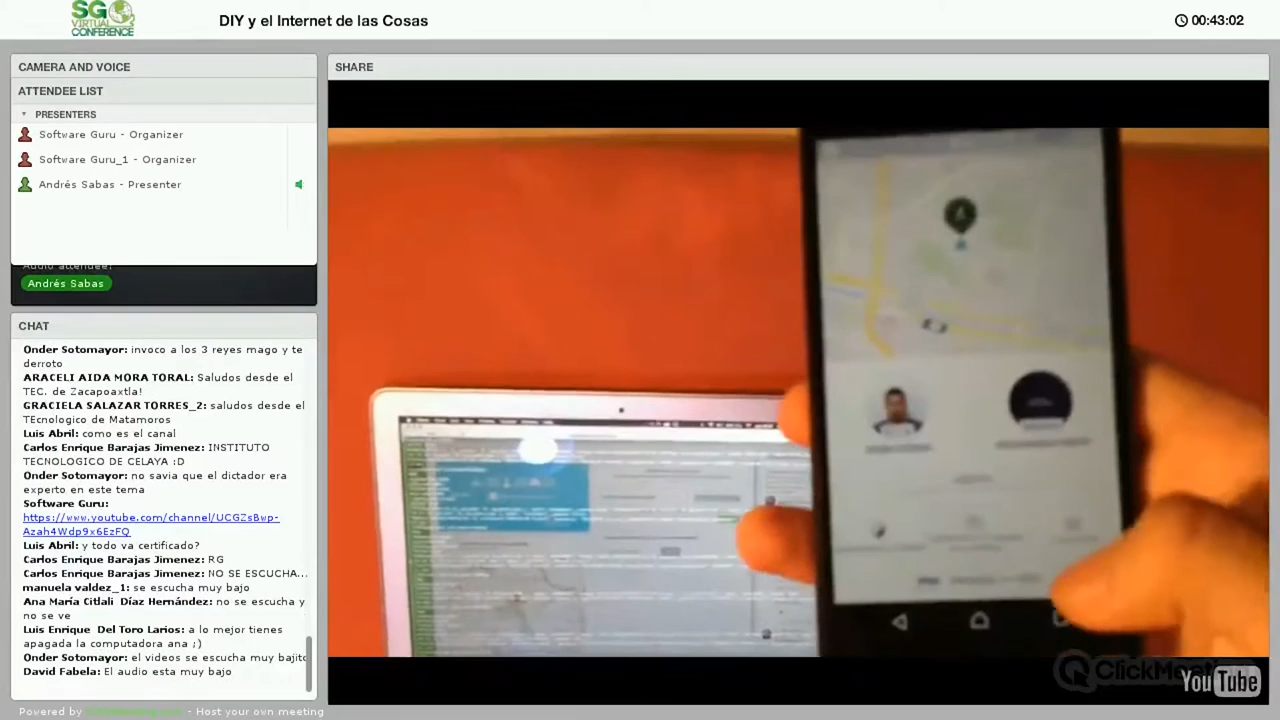 SG
VIRTUAL
CONFERENCE
DIY y el Internet de las Cosas
00:43:02
CAMERA AND VOICE
ATTENDEE LIST
PRESENTERS
Software Guru - Organizer
Software Guru_1 - Organizer
Andrés Sabas - Presenter
Audio attendee:
Andrés Sabas
CHAT
Onder Sotomayor: invoco a los 3 reyes mago y te
derroto
ARACELI AIDA MORA TORAL: Saludos desde el
TEC. de Zacapoaxtla!
GRACIELA SALAZAR TORRES_2: saludos desde el
TEcnologico de Matamoros
Luis Abril: como es el canal
Carlos Enrique Barajas Jimenez: INSTITUTO
TECNOLOGICO DE CELAYA :D
Onder Sotomayor: no savia que el dictador era
experto en este tema
Software Guru:
https://www.youtube.com/channel/UCGZsBwp-
Azah4Wdp9x6EzFQ
Luis Abril: y todo va certificado?
Carlos Enrique Barajas Jimenez: RG
Carlos Enrique Barajas Jimenez: NO SE ESCUCHA...
manuela valdez_1: se escucha muy bajo
Ana María Citlali Díaz Hernández: no se escucha y
no se ve
Luis Enrique Del Toro Larios: a lo mejor tienes
apagada la computadora ana ;)
Onder Sotomayor: el videos se escucha muy bajito
David Fabela: El audio esta muy bajo
Powered by ClickMeeting.com - Host your own meeting
SHARE
ClickMeeting
YouTube